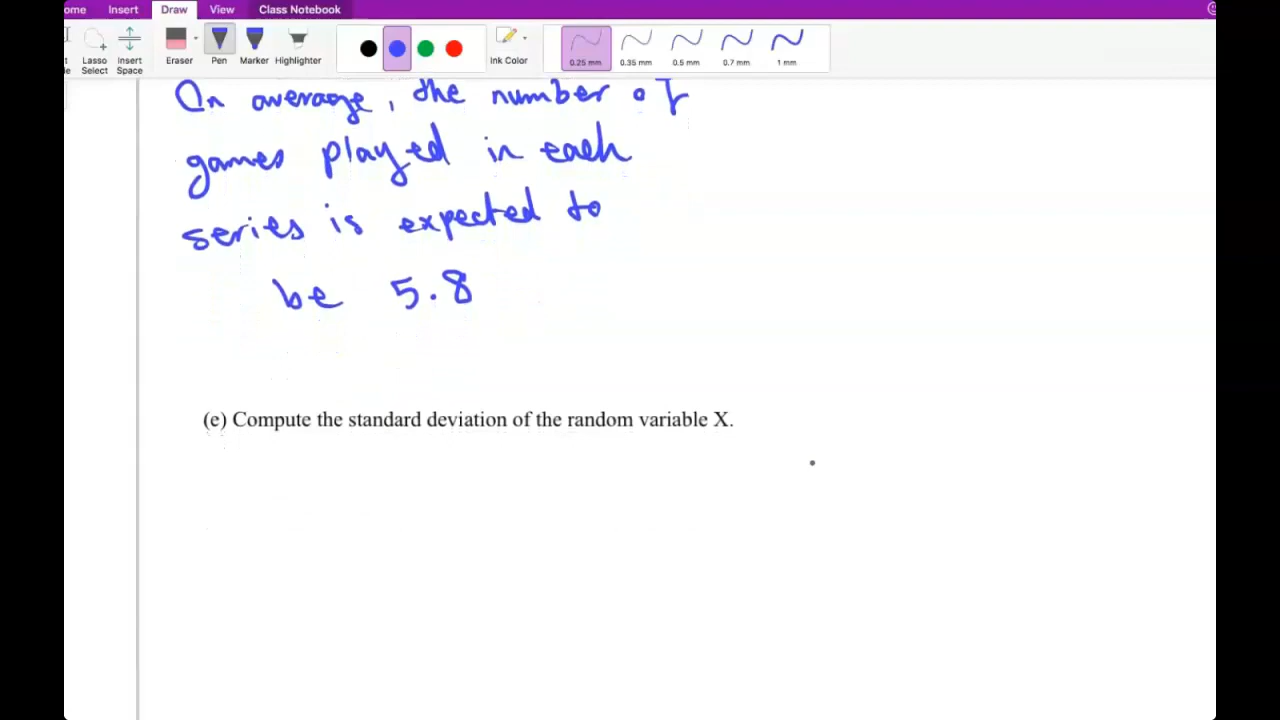 ome Insert Draw View Class Notebook
Lasso Select
Insert Space
Eraser
Pen
Marker
Highlighter
Ink Color
0.25 mm
0.35 mm
0.5 mm
0.7 mm
1 mm
On average, the number of
games played in each
series is expected to
be 5.8
(e) Compute the standard deviation of the random variable X.